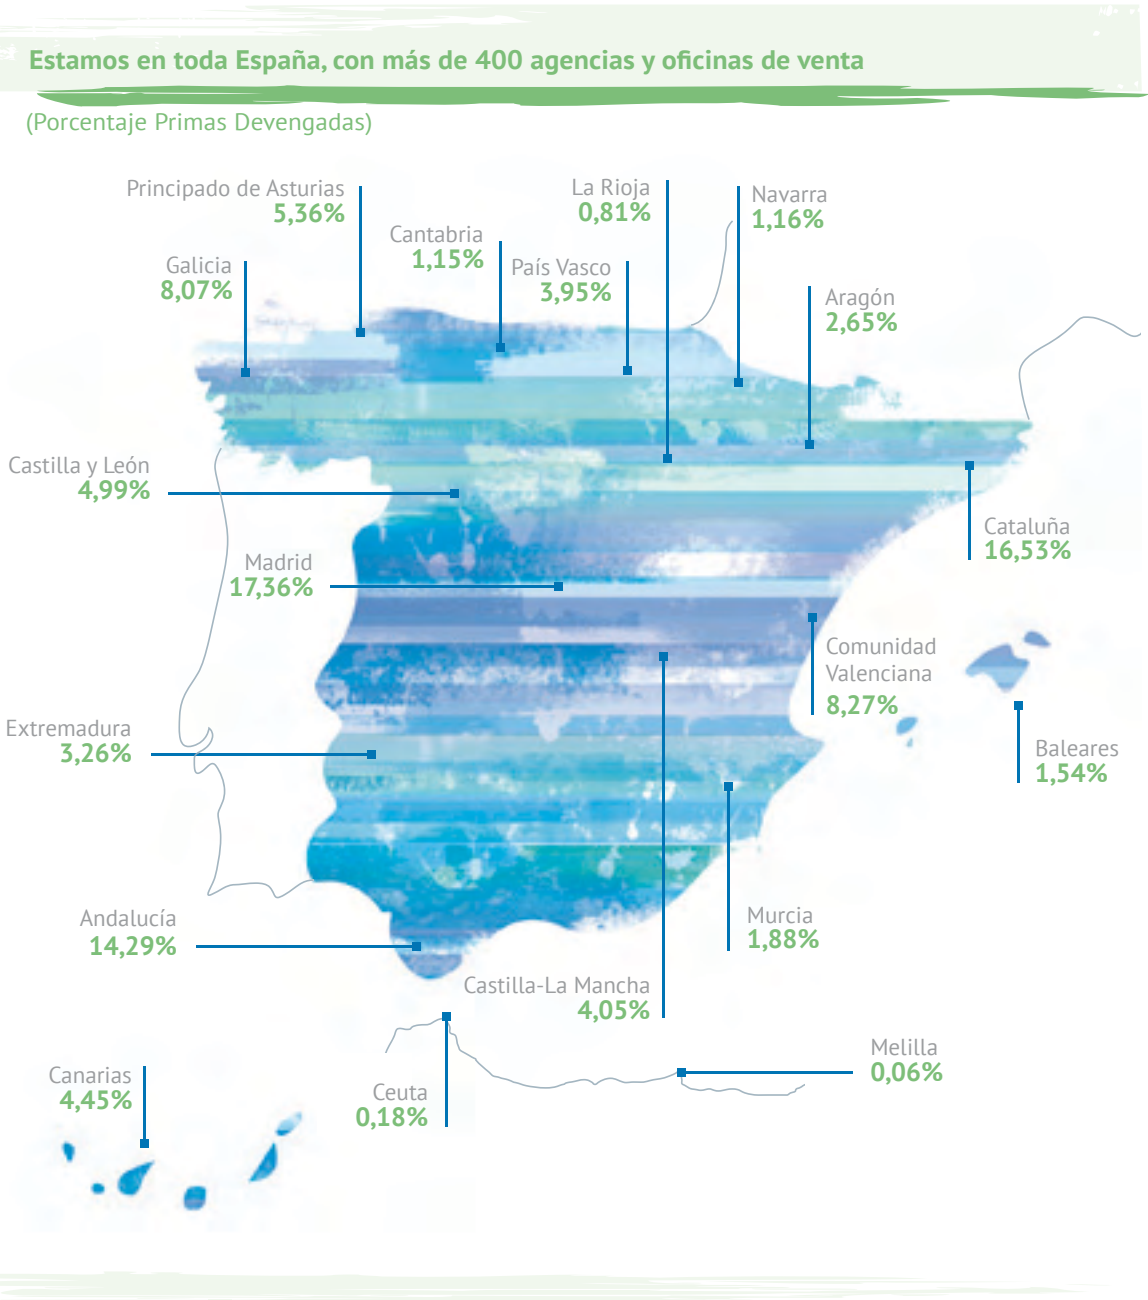 Estamos en toda España, con más de 400 agencias y oficinas de venta
(Porcentaje Primas Devengadas)
Principado de Asturias
5,36%
La Rioja
0,81%
Navarra
1,16%
Cantabria
1,15%
Galicia
8,07%
País Vasco
3,95%
Aragón
2,65%
Castilla y León
4,99%
Cataluña
16,53%
Madrid
17,36%
Comunidad
Valenciana
8,27%
Extremadura
3,26%
Baleares
1,54%
Andalucía
14,29%
Murcia
1,88%
Castilla-La Mancha
4,05%
Melilla
0,06%
Canarias
4,45%
Ceuta
0,18%